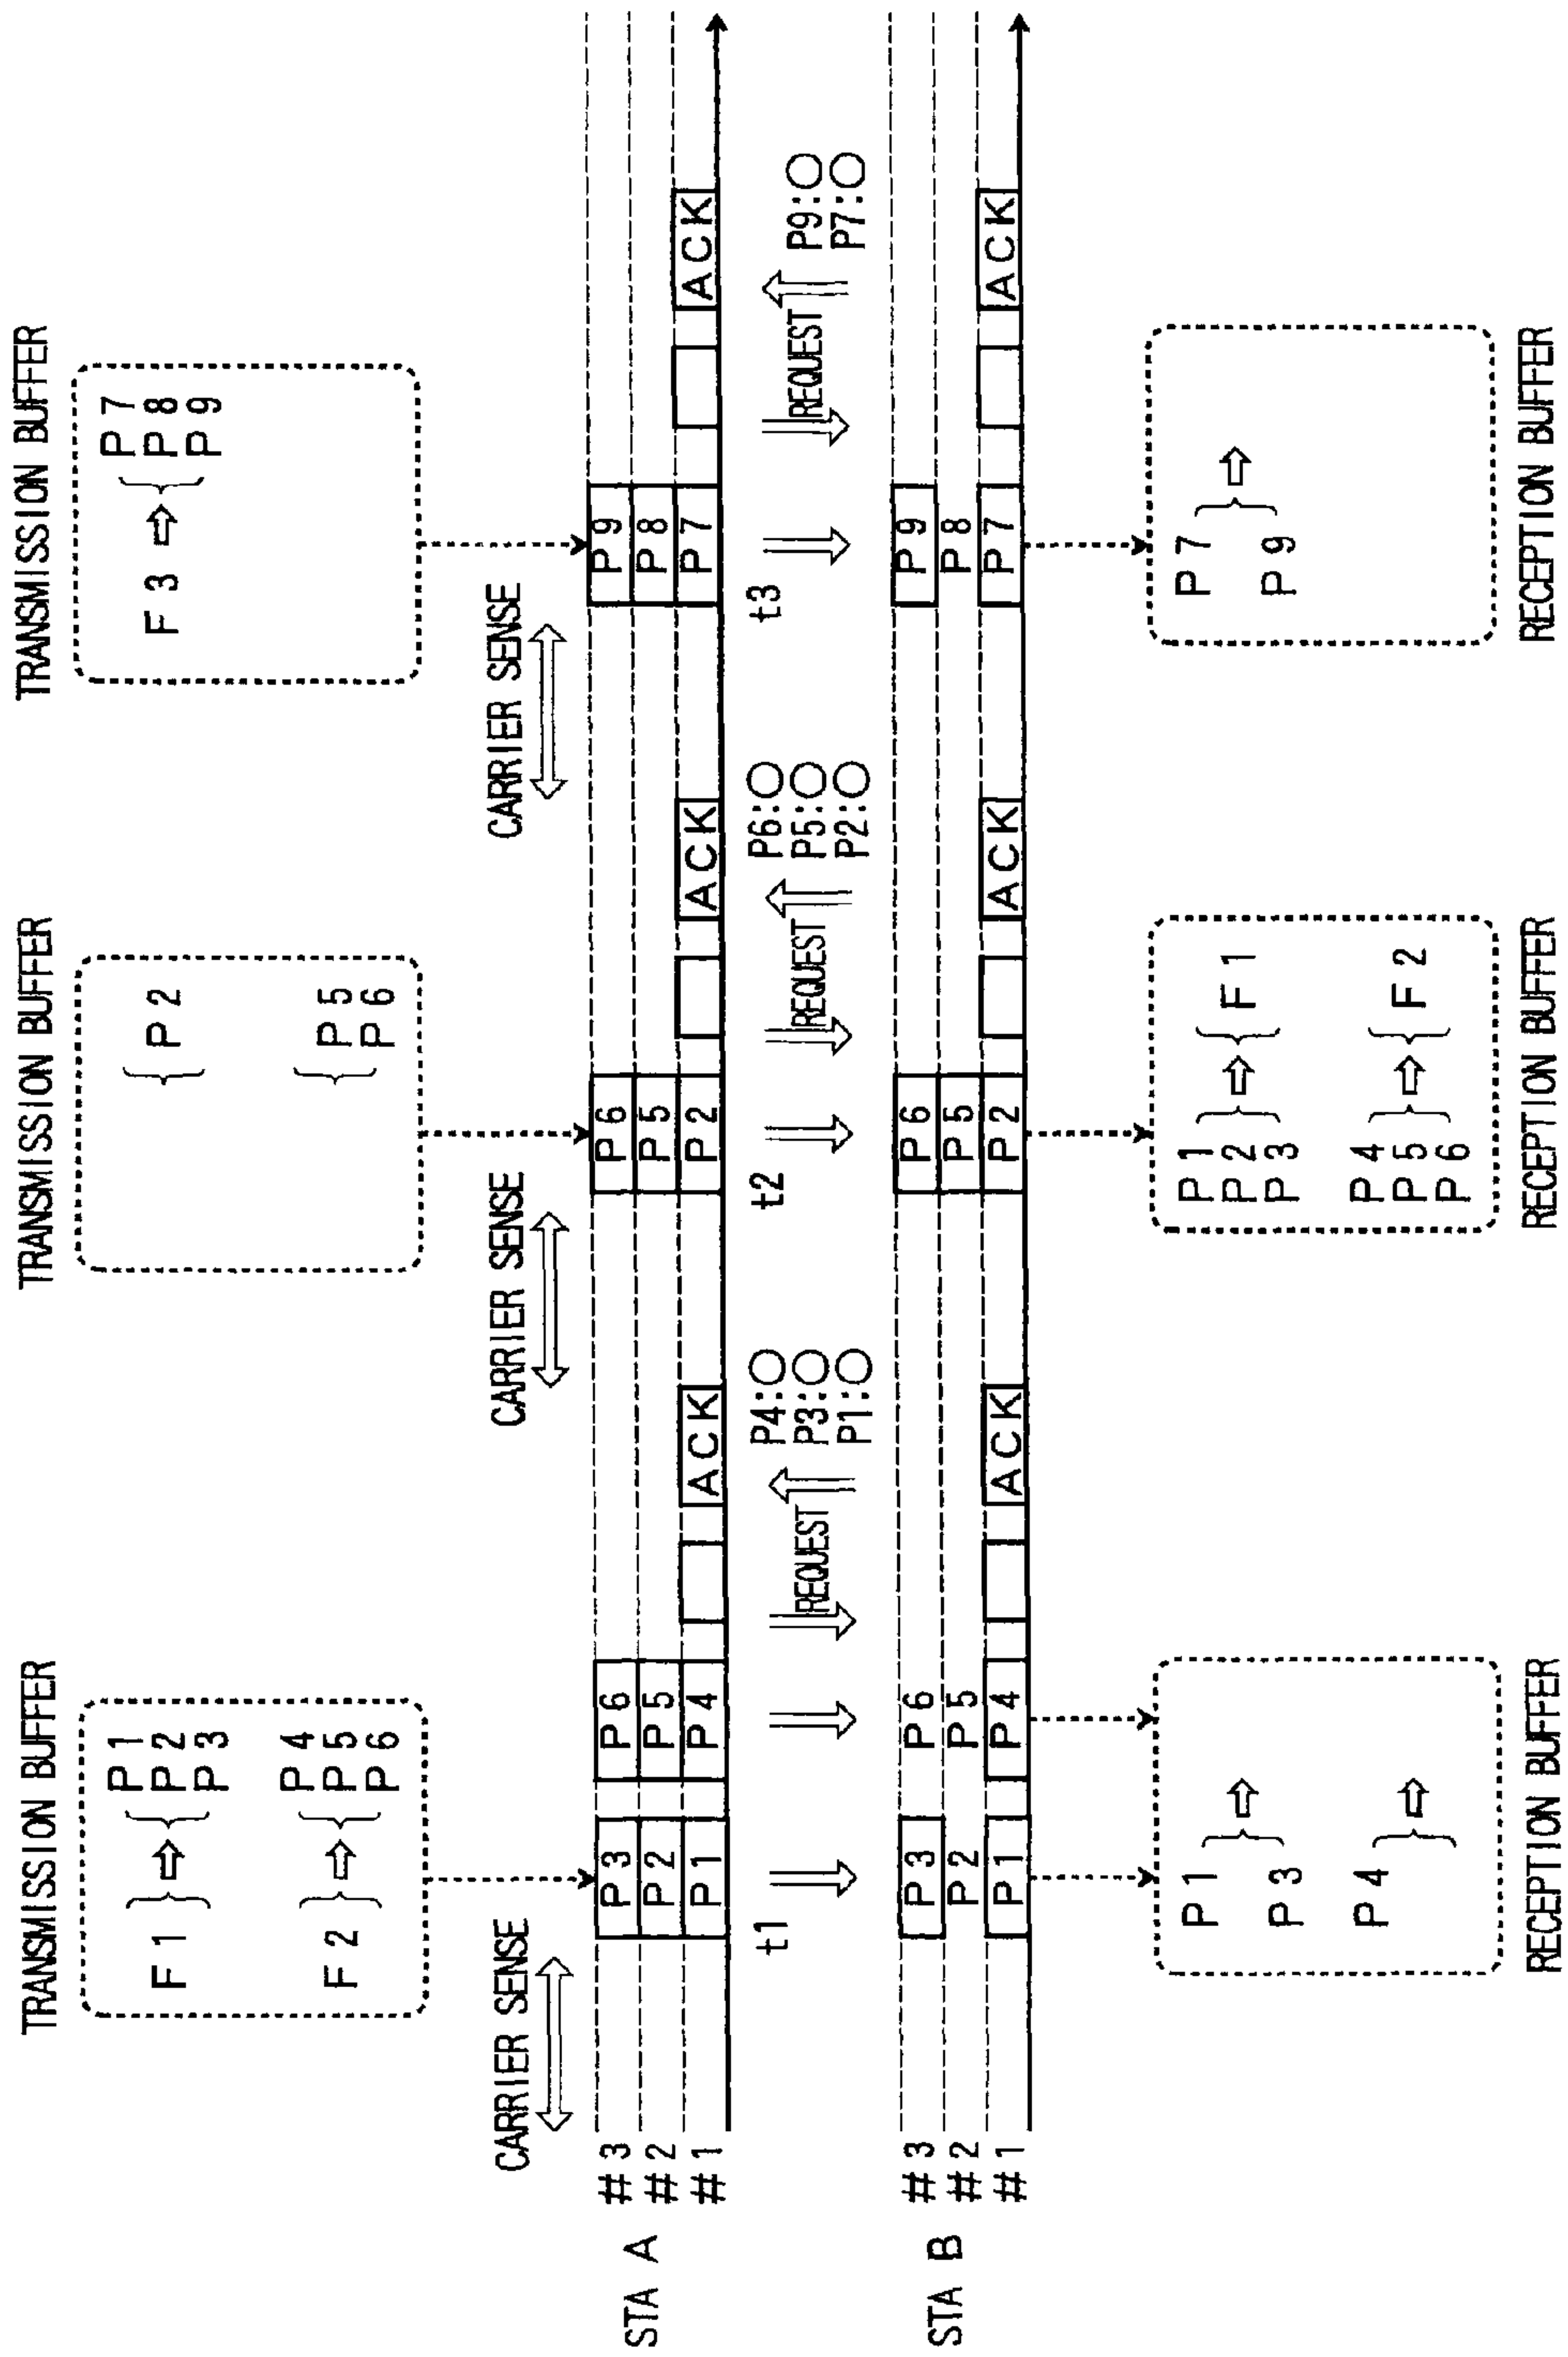 TRANSMISSION BUFFER
TRANSMISSION BUFFER
TRANSMISSION BUFFER
F1
P1
P2
P3
F2
P4
P5
P6
P2
P5
P6
F3
P7
P8
P9
CARRIER SENSE
CARRIER SENSE
CARRIER SENSE
STA A
#3
#2
#1
P3
P2
P1
P6
P5
P4
ACK
P6
P5
P2
ACK
P9
P8
P7
ACK
t1
REQUEST
P4:○
P3:○
P1:○
t2
REQUEST
P6:○
P5:○
P2:○
t3
REQUEST
P9:○
P7:○
STA B
#3
#2
#1
P3
P2
P1
P6
P5
P4
ACK
P6
P5
P2
ACK
P9
P8
P7
ACK
P1
P3
P4
P1
P2
P3
F1
P4
P5
P6
F2
P7
P9
RECEPTION BUFFER
RECEPTION BUFFER
RECEPTION BUFFER